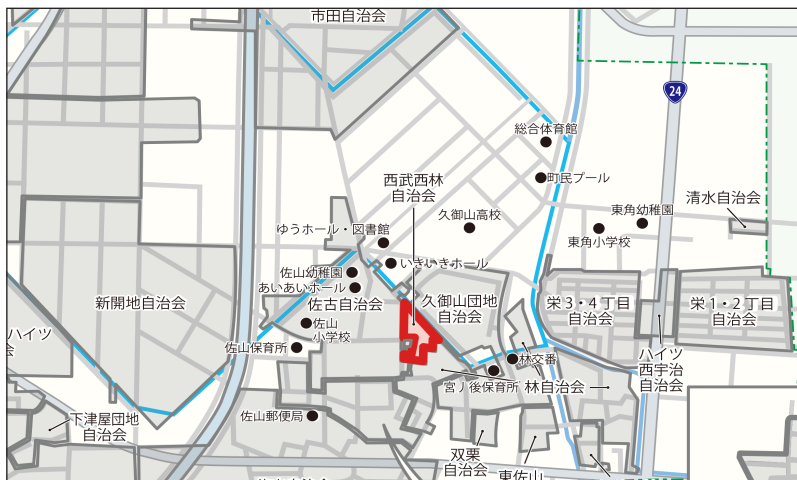 市田自治会
24
総合体育館
町民プール
西武西林
自治会
清水自治会
東角幼稚園
久御山高校
東角小学校
ゆうホール・図書館
いきいきホール
佐山幼稚園
あいあいホール
佐古自治会
新開地自治会
久御山団地
自治会
栄3・4丁目
自治会
栄1・2丁目
自治会
佐山
小学校
ハイツ
佐山保育所
林交番
ハイツ
西宇治
自治会
宮ノ後保育所
林自治会
下津屋団地
自治会
佐山郵便局
双栗
自治会
東佐山